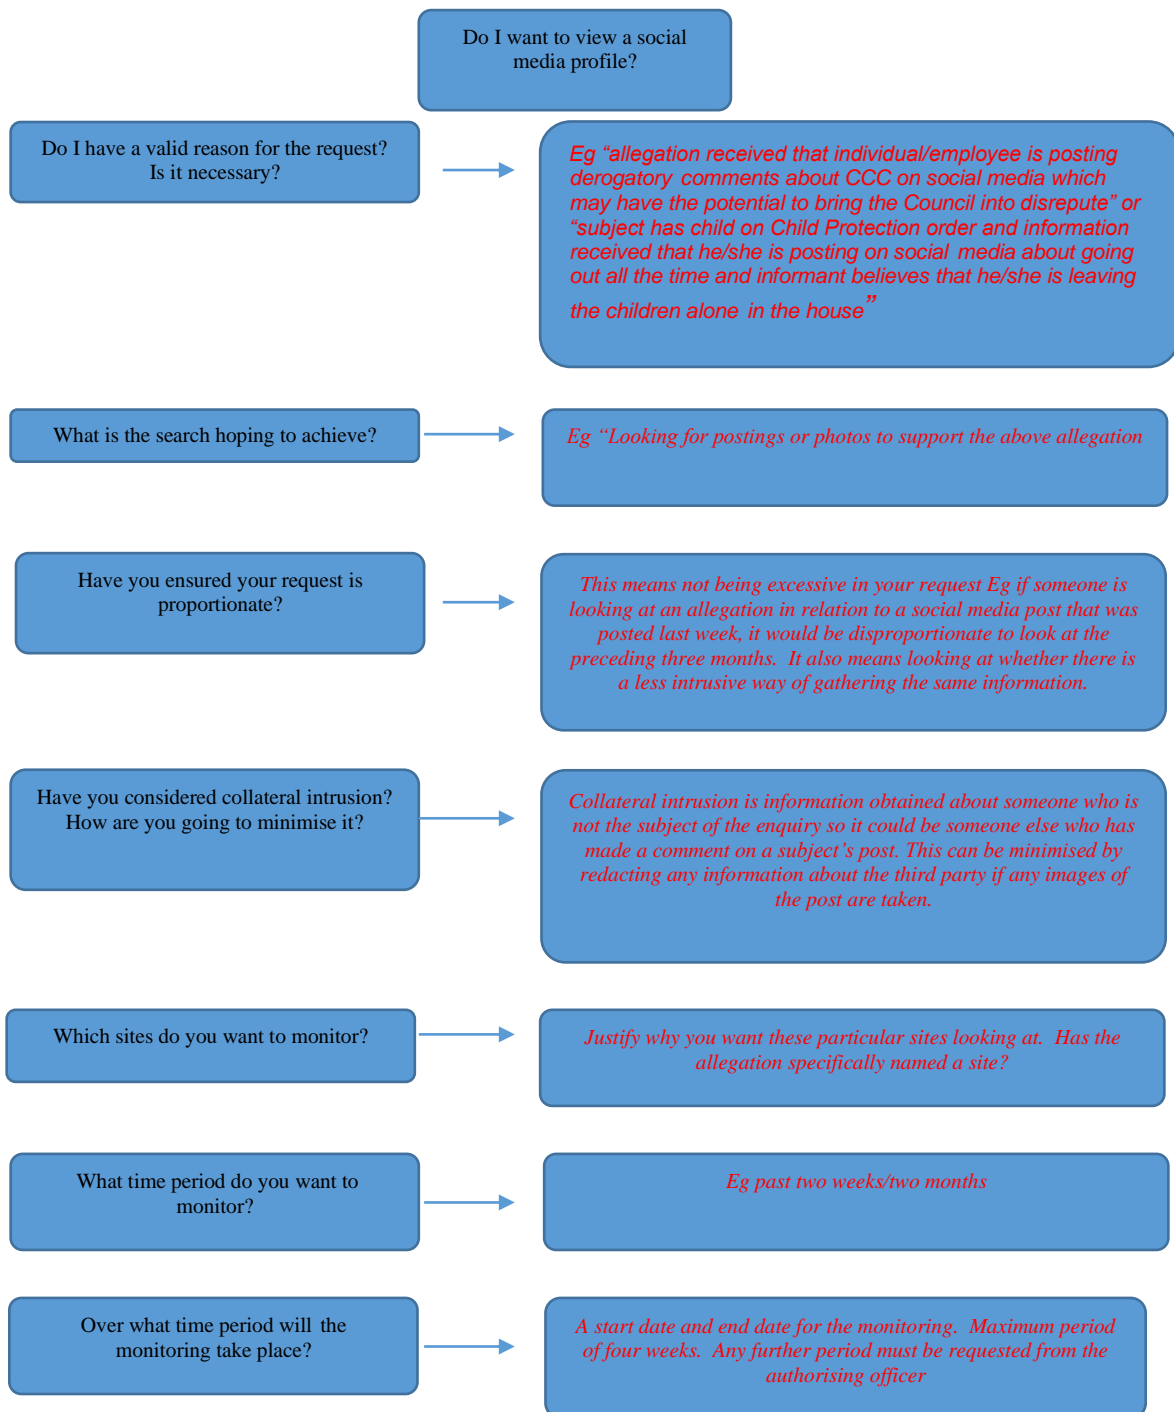 Do I want to view a social
media profile?
Do I have a valid reason for the request?
Is it necessary?
Eg “allegation received that individual/employee is posting
derogatory comments about CCC on social media which
may have the potential to bring the Council into disrepute” or
“subject has child on Child Protection order and information
received that he/she is posting on social media about going
out all the time and informant believes that he/she is leaving
the children alone in the house”
What is the search hoping to achieve?
Eg “Looking for postings or photos to support the above allegation
Have you ensured your request is
proportionate?
This means not being excessive in your request Eg if someone is
looking at an allegation in relation to a social media post that was
posted last week, it would be disproportionate to look at the
preceding three months. It also means looking at whether there is
a less intrusive way of gathering the same information.
Have you considered collateral intrusion?
How are you going to minimise it?
Collateral intrusion is information obtained about someone who is
not the subject of the enquiry so it could be someone else who has
made a comment on a subject’s post. This can be minimised by
redacting any information about the third party if any images of
the post are taken.
Which sites do you want to monitor?
Justify why you want these particular sites looking at. Has the
allegation specifically named a site?
What time period do you want to
monitor?
Eg past two weeks/two months
Over what time period will the
monitoring take place?
A start date and end date for the monitoring. Maximum period
of four weeks. Any further period must be requested from the
authorising officer